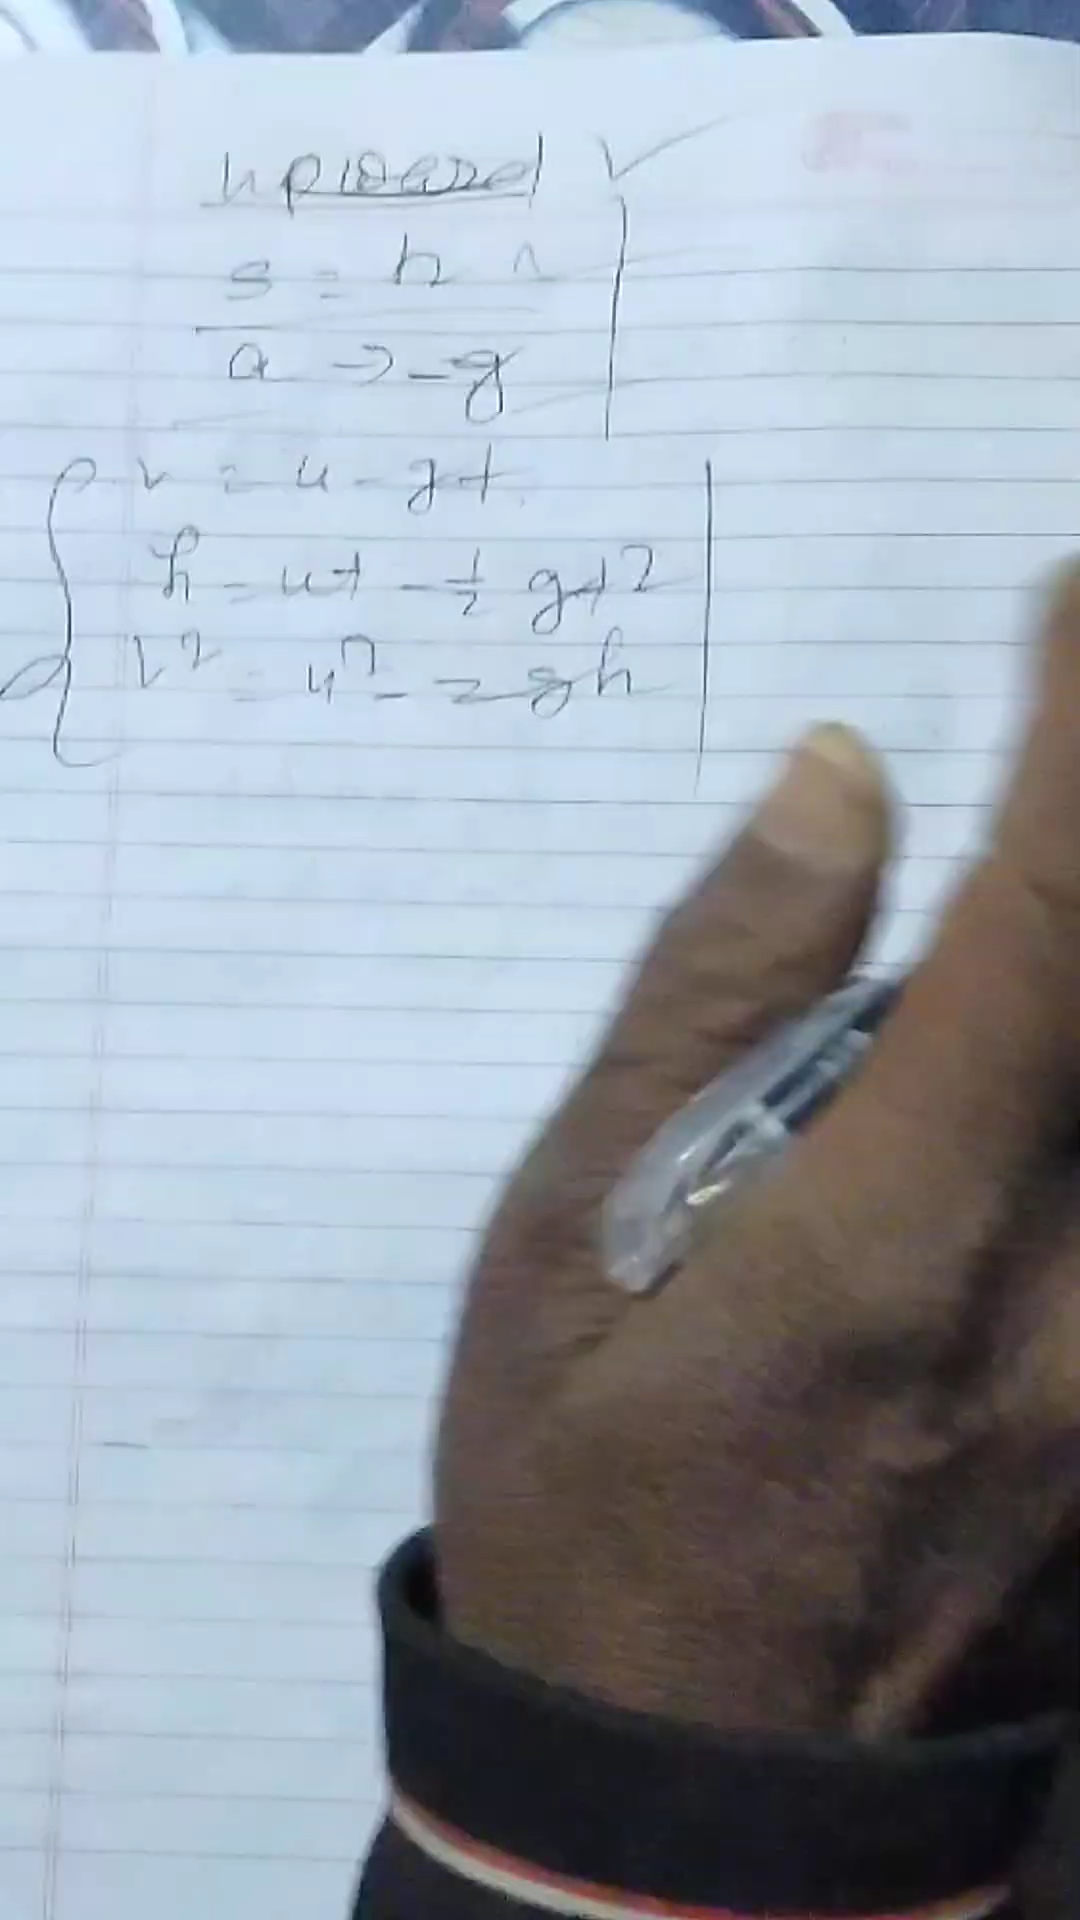 upward ✓
s = h
a → -g
v = u - gt
h = ut - 1/2 gt²
v² = u² - 2gh